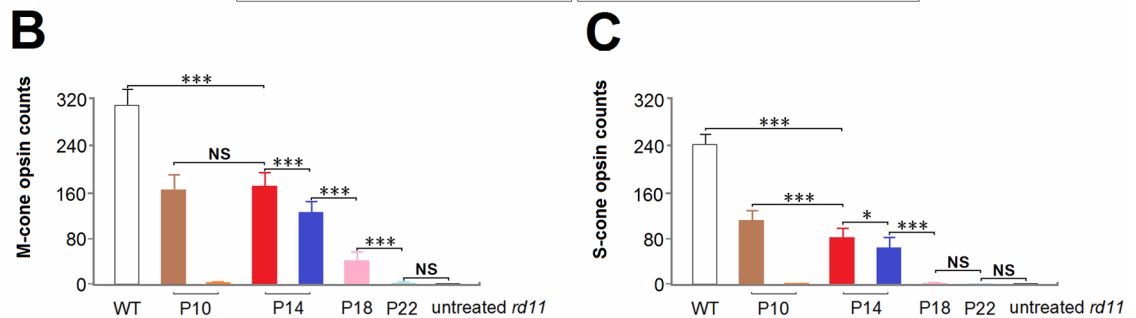 B
M-cone opsin counts
320
240
160
80
0
***
NS
***
***
***
NS
WT
P10
P14
P18
P22
untreated rd11
C
S-cone opsin counts
320
240
160
80
0
***
***
*
***
NS
NS
WT
P10
P14
P18
P22
untreated rd11